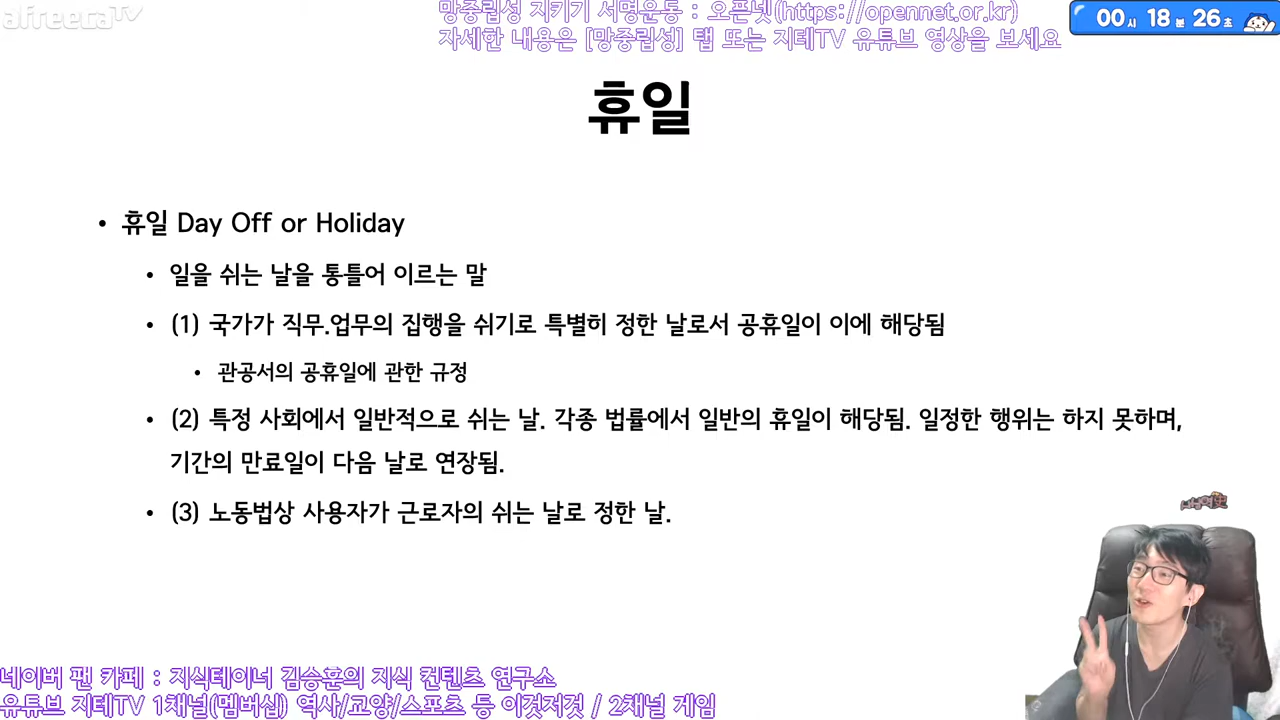 afreecaTV
망중립성 지키기 서명운동 : 오픈넷(https://opennet.or.kr)
자세한 내용은 [망중립성] 탭 또는 지테TV 유튜브 영상을 보세요
00시 18분 26초
휴일
• 휴일 Day Off or Holiday
• 일을 쉬는 날을 통틀어 이르는 말
• (1) 국가가 직무.업무의 집행을 쉬기로 특별히 정한 날로서 공휴일이 이에 해당됨
• 관공서의 공휴일에 관한 규정
• (2) 특정 사회에서 일반적으로 쉬는 날. 각종 법률에서 일반의 휴일이 해당됨. 일정한 행위는 하지 못하며,
기간의 만료일이 다음 날로 연장됨.
• (3) 노동법상 사용자가 근로자의 쉬는 날로 정한 날.
네이버 팬 카페 : 지식테이너 김승훈의 지식 컨텐츠 연구소
유튜브 지테TV 1채널(멤버십) 역사/교양/스포츠 등 이것저것 / 2채널 게임